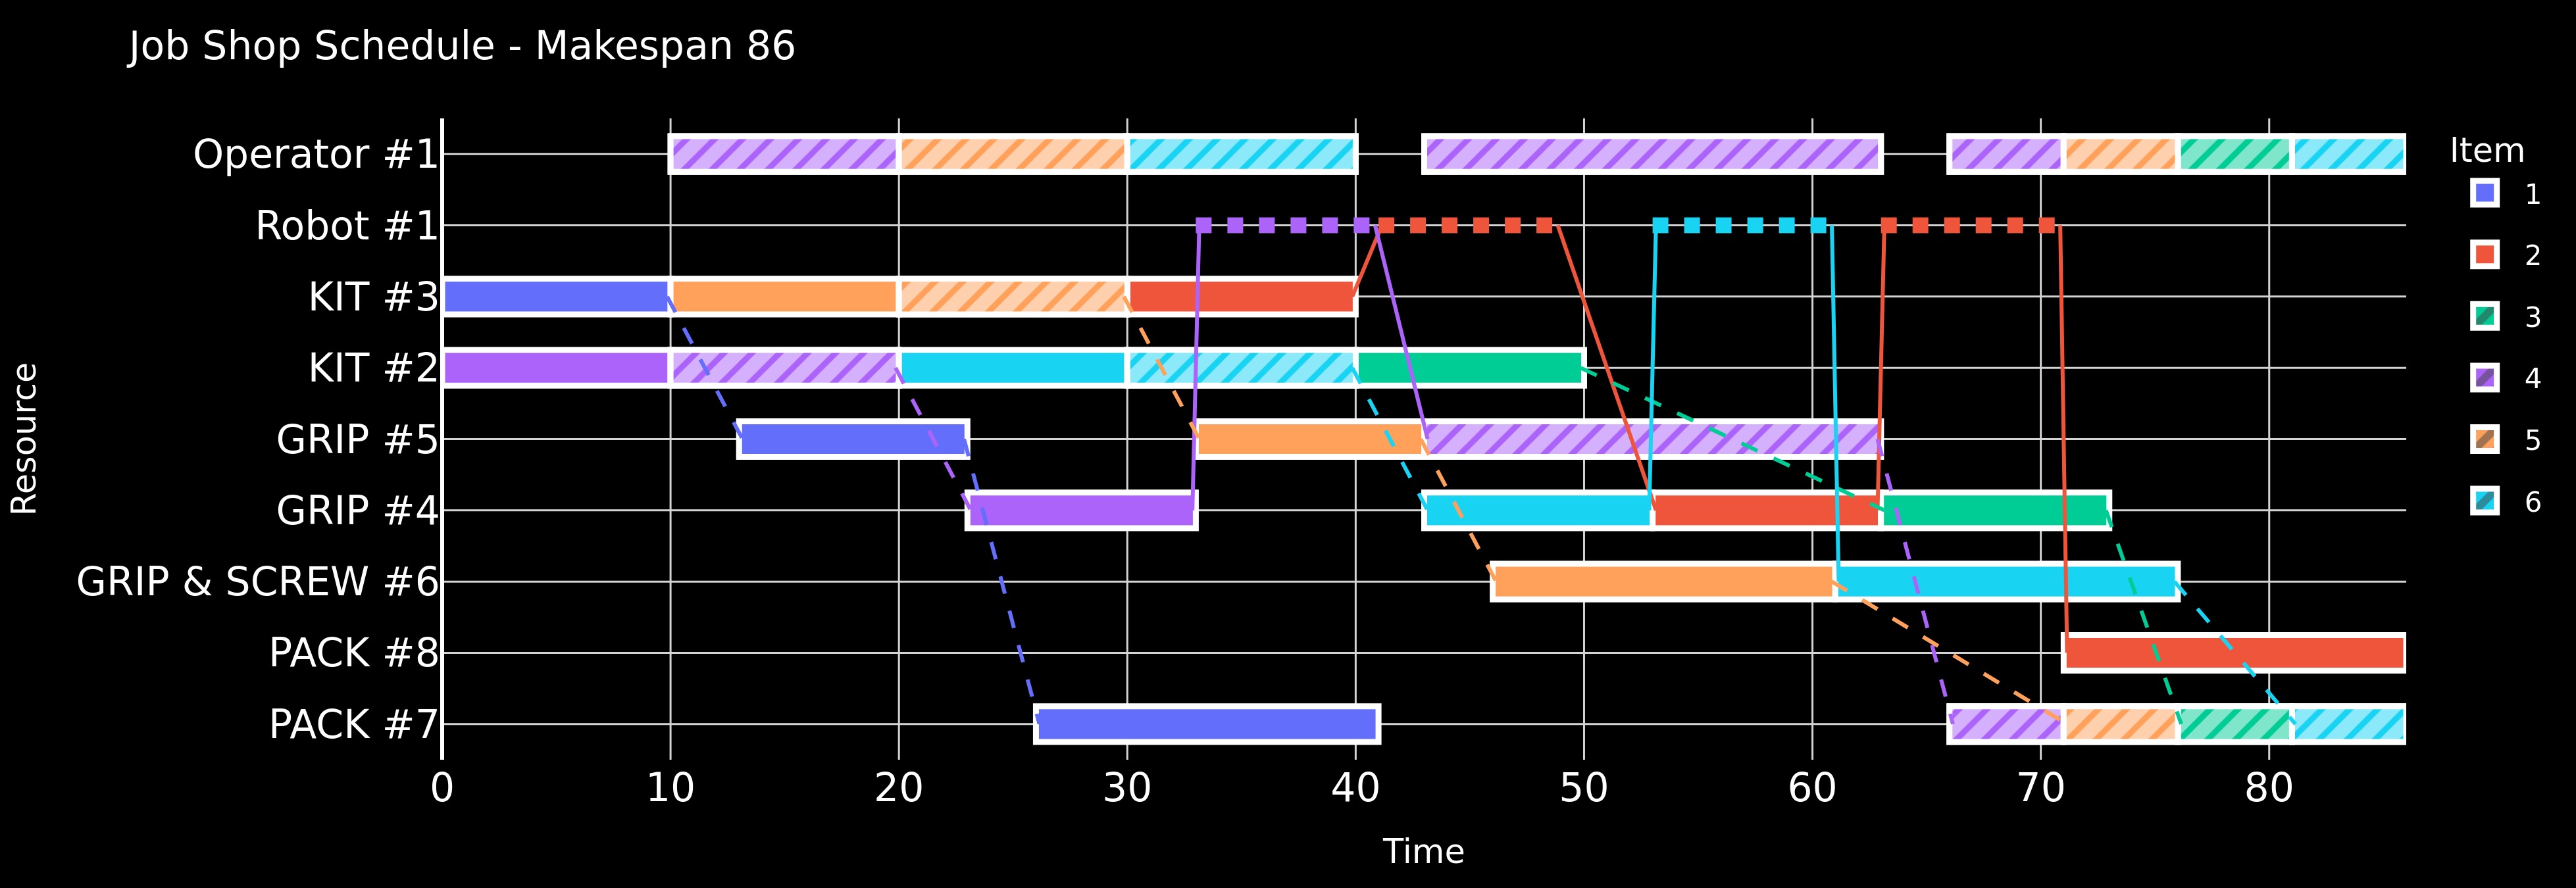 Job Shop Schedule - Makespan 86
Resource
Operator #1
Robot #1
KIT #3
KIT #2
GRIP #5
GRIP #4
GRIP & SCREW #6
PACK #8
PACK #7
0 10 20 30 40 50 60 70 80
Time
Item
1
2
3
4
5
6